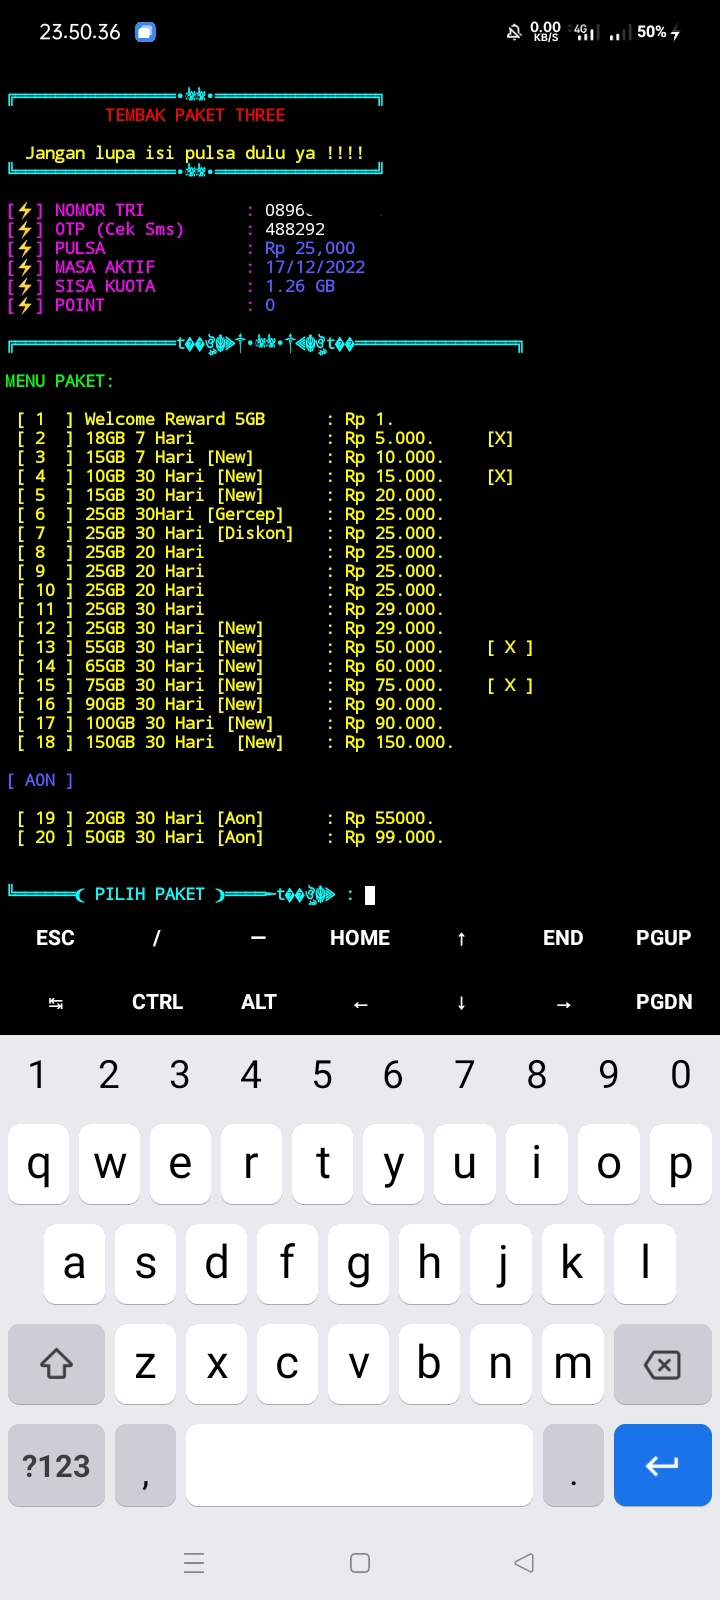 23.50.36 0.00 KB/S 4G 50%
TEMBAK PAKET THREE
Jangan lupa isi pulsa dulu ya !!!!
[⚡] NOMOR TRI : 0896
[⚡] OTP (Cek Sms) : 488292
[⚡] PULSA : Rp 25,000
[⚡] MASA AKTIF : 17/12/2022
[⚡] SISA KUOTA : 1.26 GB
[⚡] POINT : 0
MENU PAKET:
[ 1 ] Welcome Reward 5GB : Rp 1.
[ 2 ] 18GB 7 Hari : Rp 5.000. [X]
[ 3 ] 15GB 7 Hari [New] : Rp 10.000.
[ 4 ] 10GB 30 Hari [New] : Rp 15.000. [X]
[ 5 ] 15GB 30 Hari [New] : Rp 20.000.
[ 6 ] 25GB 30Hari [Gercep] : Rp 25.000.
[ 7 ] 25GB 30 Hari [Diskon] : Rp 25.000.
[ 8 ] 25GB 20 Hari : Rp 25.000.
[ 9 ] 25GB 20 Hari : Rp 25.000.
[ 10 ] 25GB 20 Hari : Rp 25.000.
[ 11 ] 25GB 30 Hari : Rp 29.000.
[ 12 ] 25GB 30 Hari [New] : Rp 29.000.
[ 13 ] 55GB 30 Hari [New] : Rp 50.000. [ X ]
[ 14 ] 65GB 30 Hari [New] : Rp 60.000.
[ 15 ] 75GB 30 Hari [New] : Rp 75.000. [ X ]
[ 16 ] 90GB 30 Hari [New] : Rp 90.000.
[ 17 ] 100GB 30 Hari [New] : Rp 90.000.
[ 18 ] 150GB 30 Hari [New] : Rp 150.000.
[ AON ]
[ 19 ] 20GB 30 Hari [Aon] : Rp 55000.
[ 20 ] 50GB 30 Hari [Aon] : Rp 99.000.
( PILIH PAKET ) :
ESC / — HOME ↑ END PGUP
↹ CTRL ALT ← ↓ → PGDN
1 2 3 4 5 6 7 8 9 0
q w e r t y u i o p
a s d f g h j k l
z x c v b n m
?123 , .